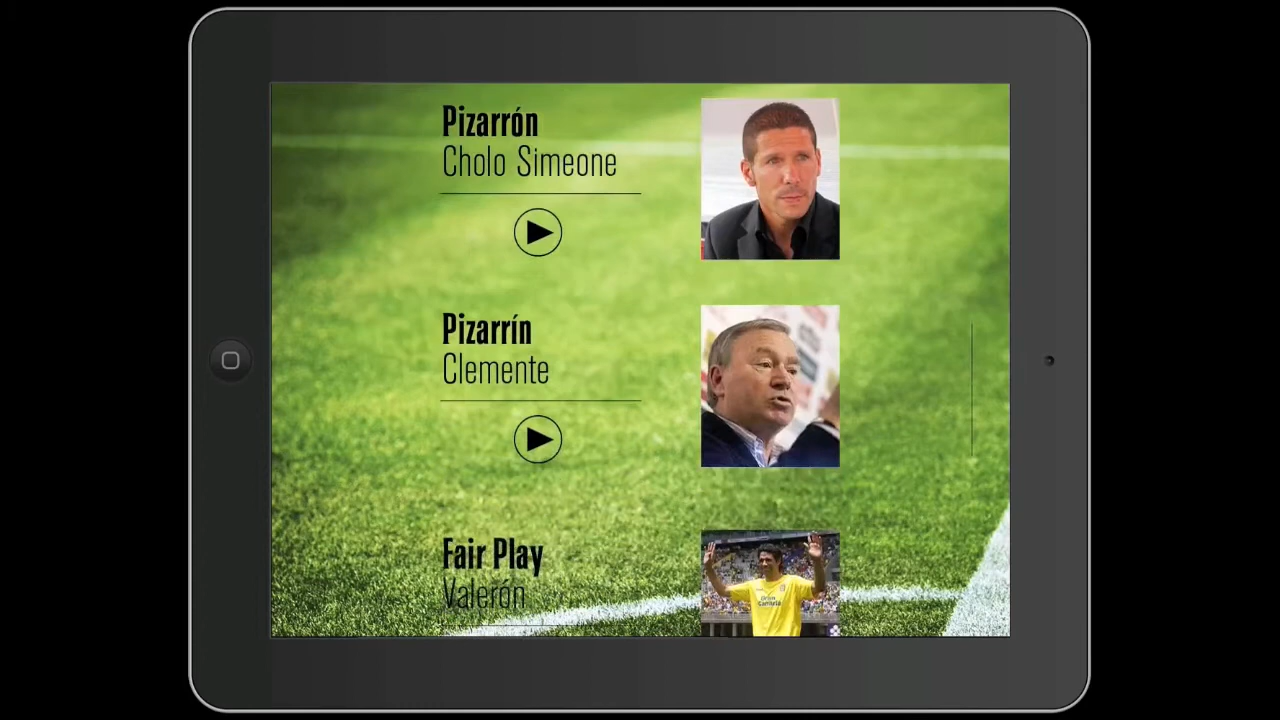 Pizarrón
Cholo Simeone
Pizarrín
Clemente
Fair Play
Valerón